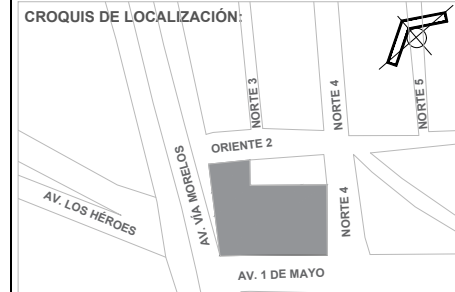 CROQUIS DE LOCALIZACIÓN:
NORTE 3
NORTE 4
NORTE 5
ORIENTE 2
AV. VÍA MORELOS
AV. LOS HÉROES
NORTE 4
AV. 1 DE MAYO